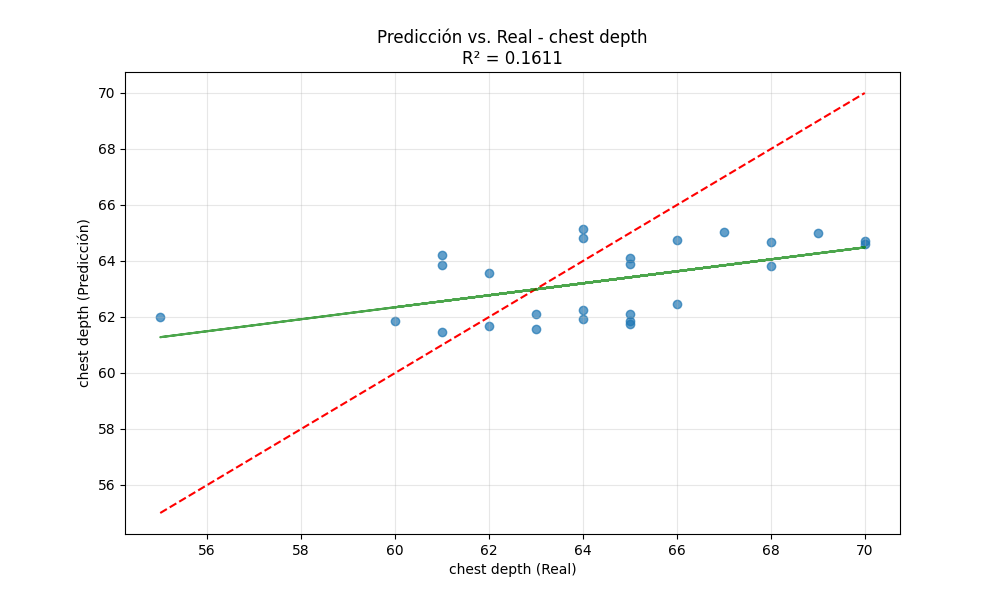 Predicción vs. Real - chest depth
R² = 0.1611
chest depth (Predicción)
70
68
66
64
62
60
58
56
56 58 60 62 64 66 68 70
chest depth (Real)